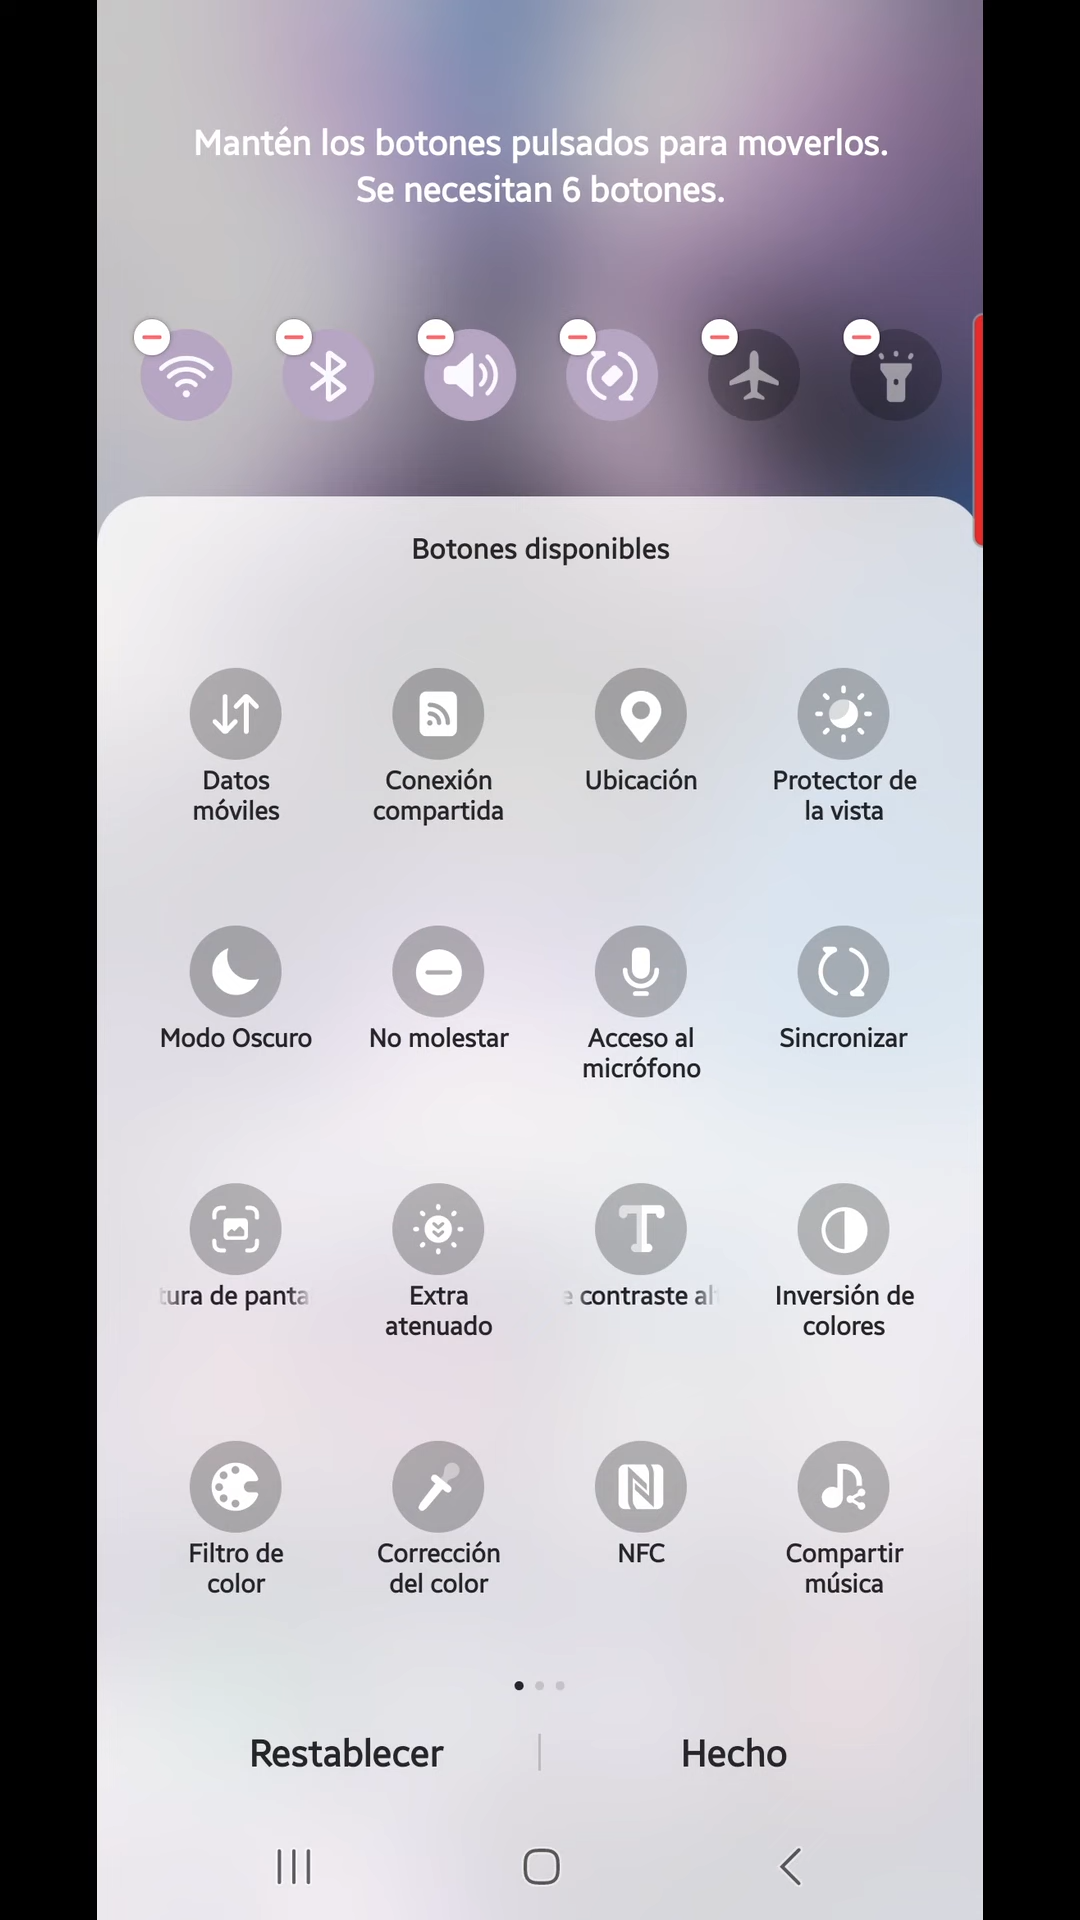 Mantén los botones pulsados para moverlos.
Se necesitan 6 botones.
Botones disponibles
Datos
móviles
Conexión
compartida
Ubicación
Protector de
la vista
Modo Oscuro
No molestar
Acceso al
micrófono
Sincronizar
tura de panta
Extra
atenuado
e contraste al
Inversión de
colores
Filtro de
color
Corrección
del color
NFC
Compartir
música
Restablecer
Hecho